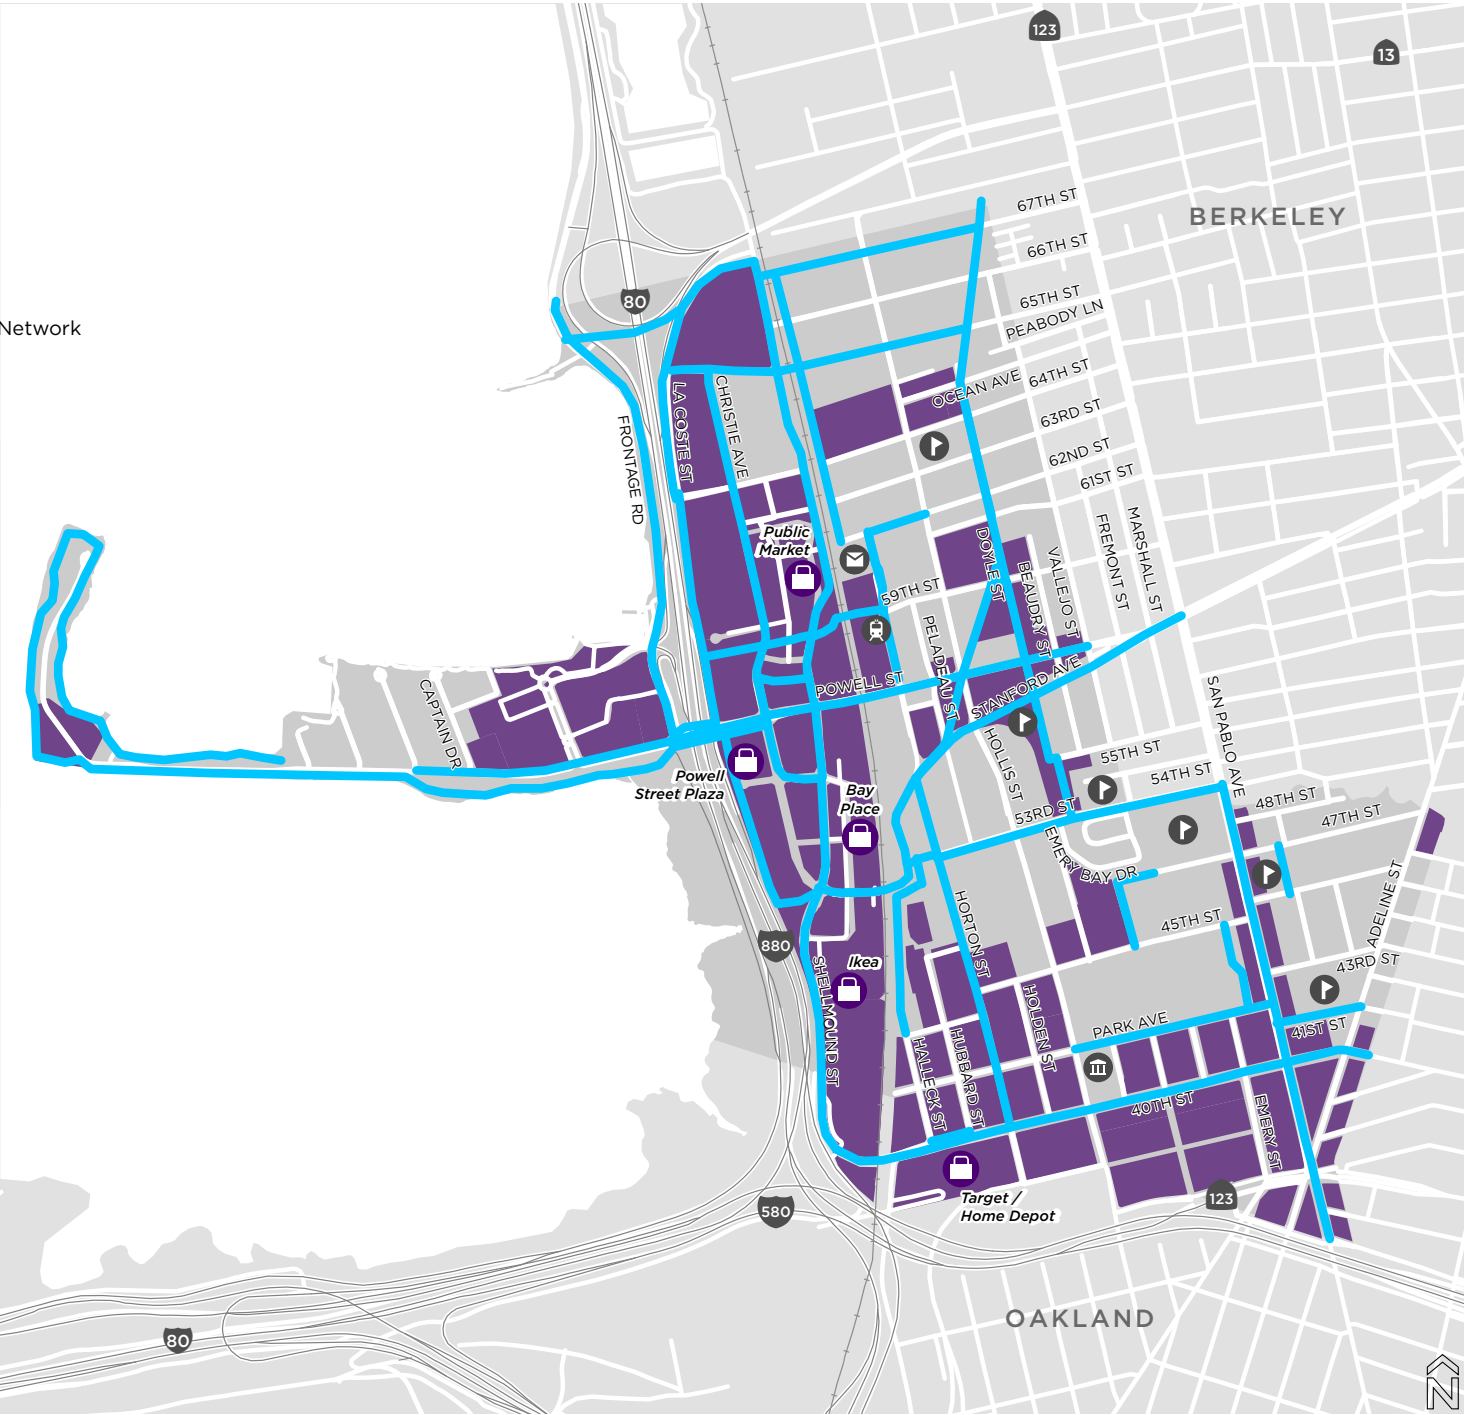 123
13
67TH ST
BERKELEY
66TH ST
80
65TH ST
PEABODY LN
Network
64TH ST
OCEAN AVE
LA COSTE ST
CHRISTIE AVE
63RD ST
FRONTAGE RD
62ND ST
61ST ST
Public
Market
DOYLE ST
BEAUDRY ST
VALLEJO ST
FREMONT ST
MARSHALL ST
59TH ST
PELADEAU ST
POWELL ST
STANFORD AVE
CAPTAIN DR
SAN PABLO AVE
HOLLIS ST
55TH ST
54TH ST
Powell
Street Plaza
Bay
Place
53RD ST
48TH ST
47TH ST
EMERY BAY DR
ADELINE ST
HORTON ST
45TH ST
880
Ikea
43RD ST
SHELLMOUND ST
HOLDEN ST
PARK AVE
41ST ST
HALLECK ST
HUBBARD ST
40TH ST
EMERY ST
Target /
Home Depot
123
580
OAKLAND
80
N